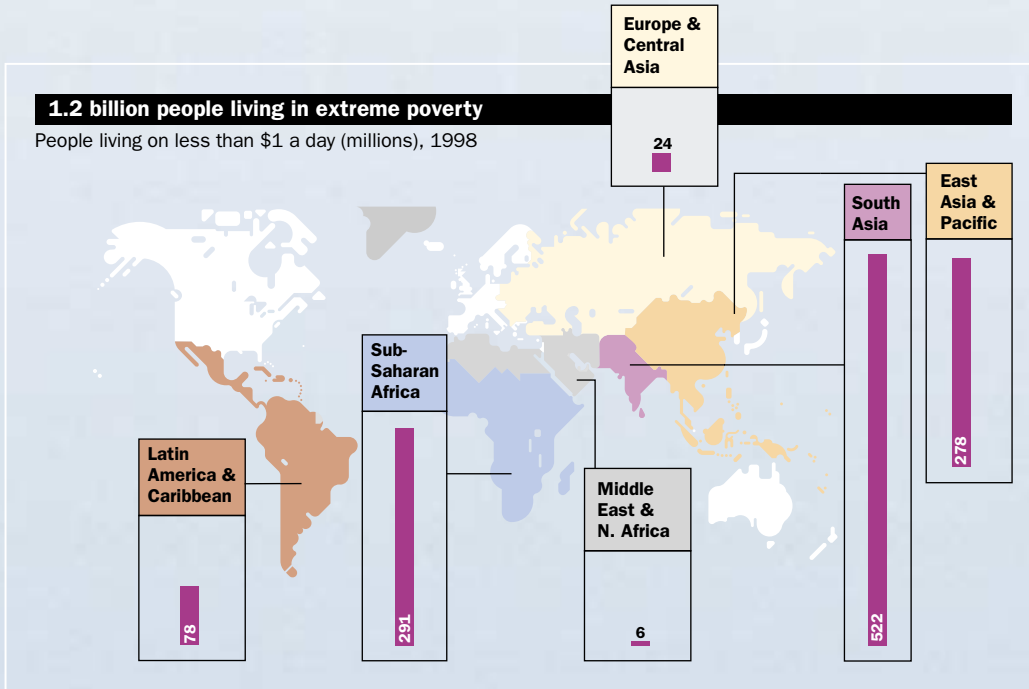 1.2 billion people living in extreme poverty
People living on less than $1 a day (millions), 1998
Europe &
Central
Asia
24
East
Asia &
Pacific
278
South
Asia
522
Sub-
Saharan
Africa
291
Latin
America &
Caribbean
78
Middle
East &
N. Africa
6